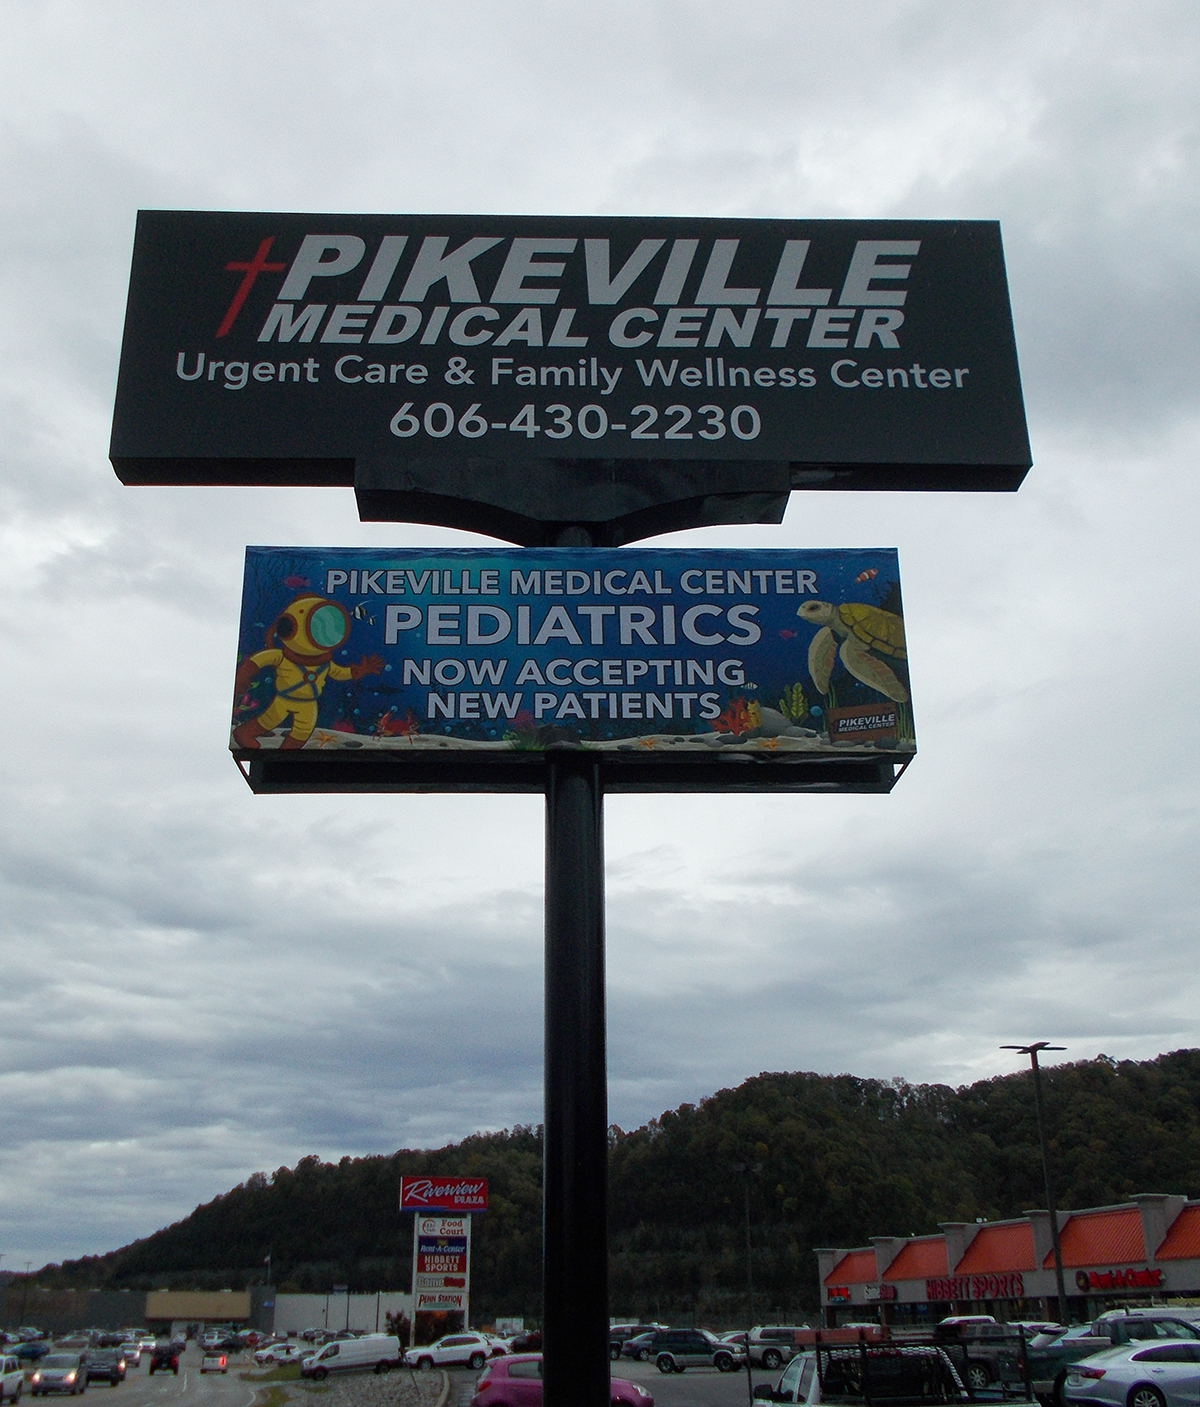 PIKEVILLE
MEDICAL CENTER
Urgent Care & Family Wellness Center
606-430-2230
PIKEVILLE MEDICAL CENTER
PEDIATRICS
NOW ACCEPTING
NEW PATIENTS
PIKEVILLE
MEDICAL CENTER
Riverview
PLAZA
Food
Court
Rent-A-Center
HIBBETT
SPORTS
GameStop
PENN STATION
HIBBETT SPORTS
Rent-A-Center